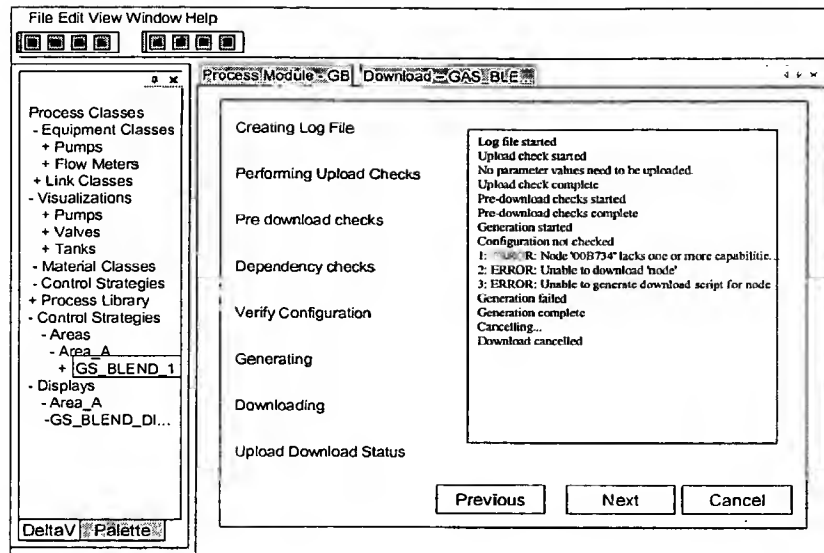 File Edit View Window Help
Process Module - GB
Download - GAS_BLE
Process Classes
- Equipment Classes
+ Pumps
+ Flow Meters
+ Link Classes
- Visualizations
+ Pumps
+ Valves
+ Tanks
- Material Classes
- Control Strategies
+ Process Library
- Control Strategies
- Areas
- Area_A
+ GS_BLEND_1
- Displays
- Area_A
-GS_BLEND_DI...
DeltaV Palette
Creating Log File
Performing Upload Checks
Pre download checks
Dependency checks
Verify Configuration
Generating
Downloading
Upload Download Status
Log file started
Upload check started
No parameter values need to be uploaded.
Upload check complete
Pre-download checks started
Pre-download checks complete
Generation started
Configuration not checked
1: Node '00B734' lacks one or more capabilitie...
2: ERROR: Unable to download 'node'
3: ERROR: Unable to generate download script for node
Generation failed
Generation complete
Cancelling...
Download cancelled
Previous Next Cancel